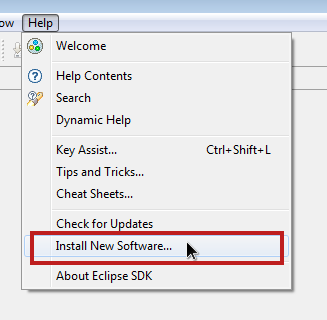 ow Help
Welcome
Help Contents
Search
Dynamic Help
Key Assist... Ctrl+Shift+L
Tips and Tricks...
Cheat Sheets...
Check for Updates
Install New Software...
About Eclipse SDK